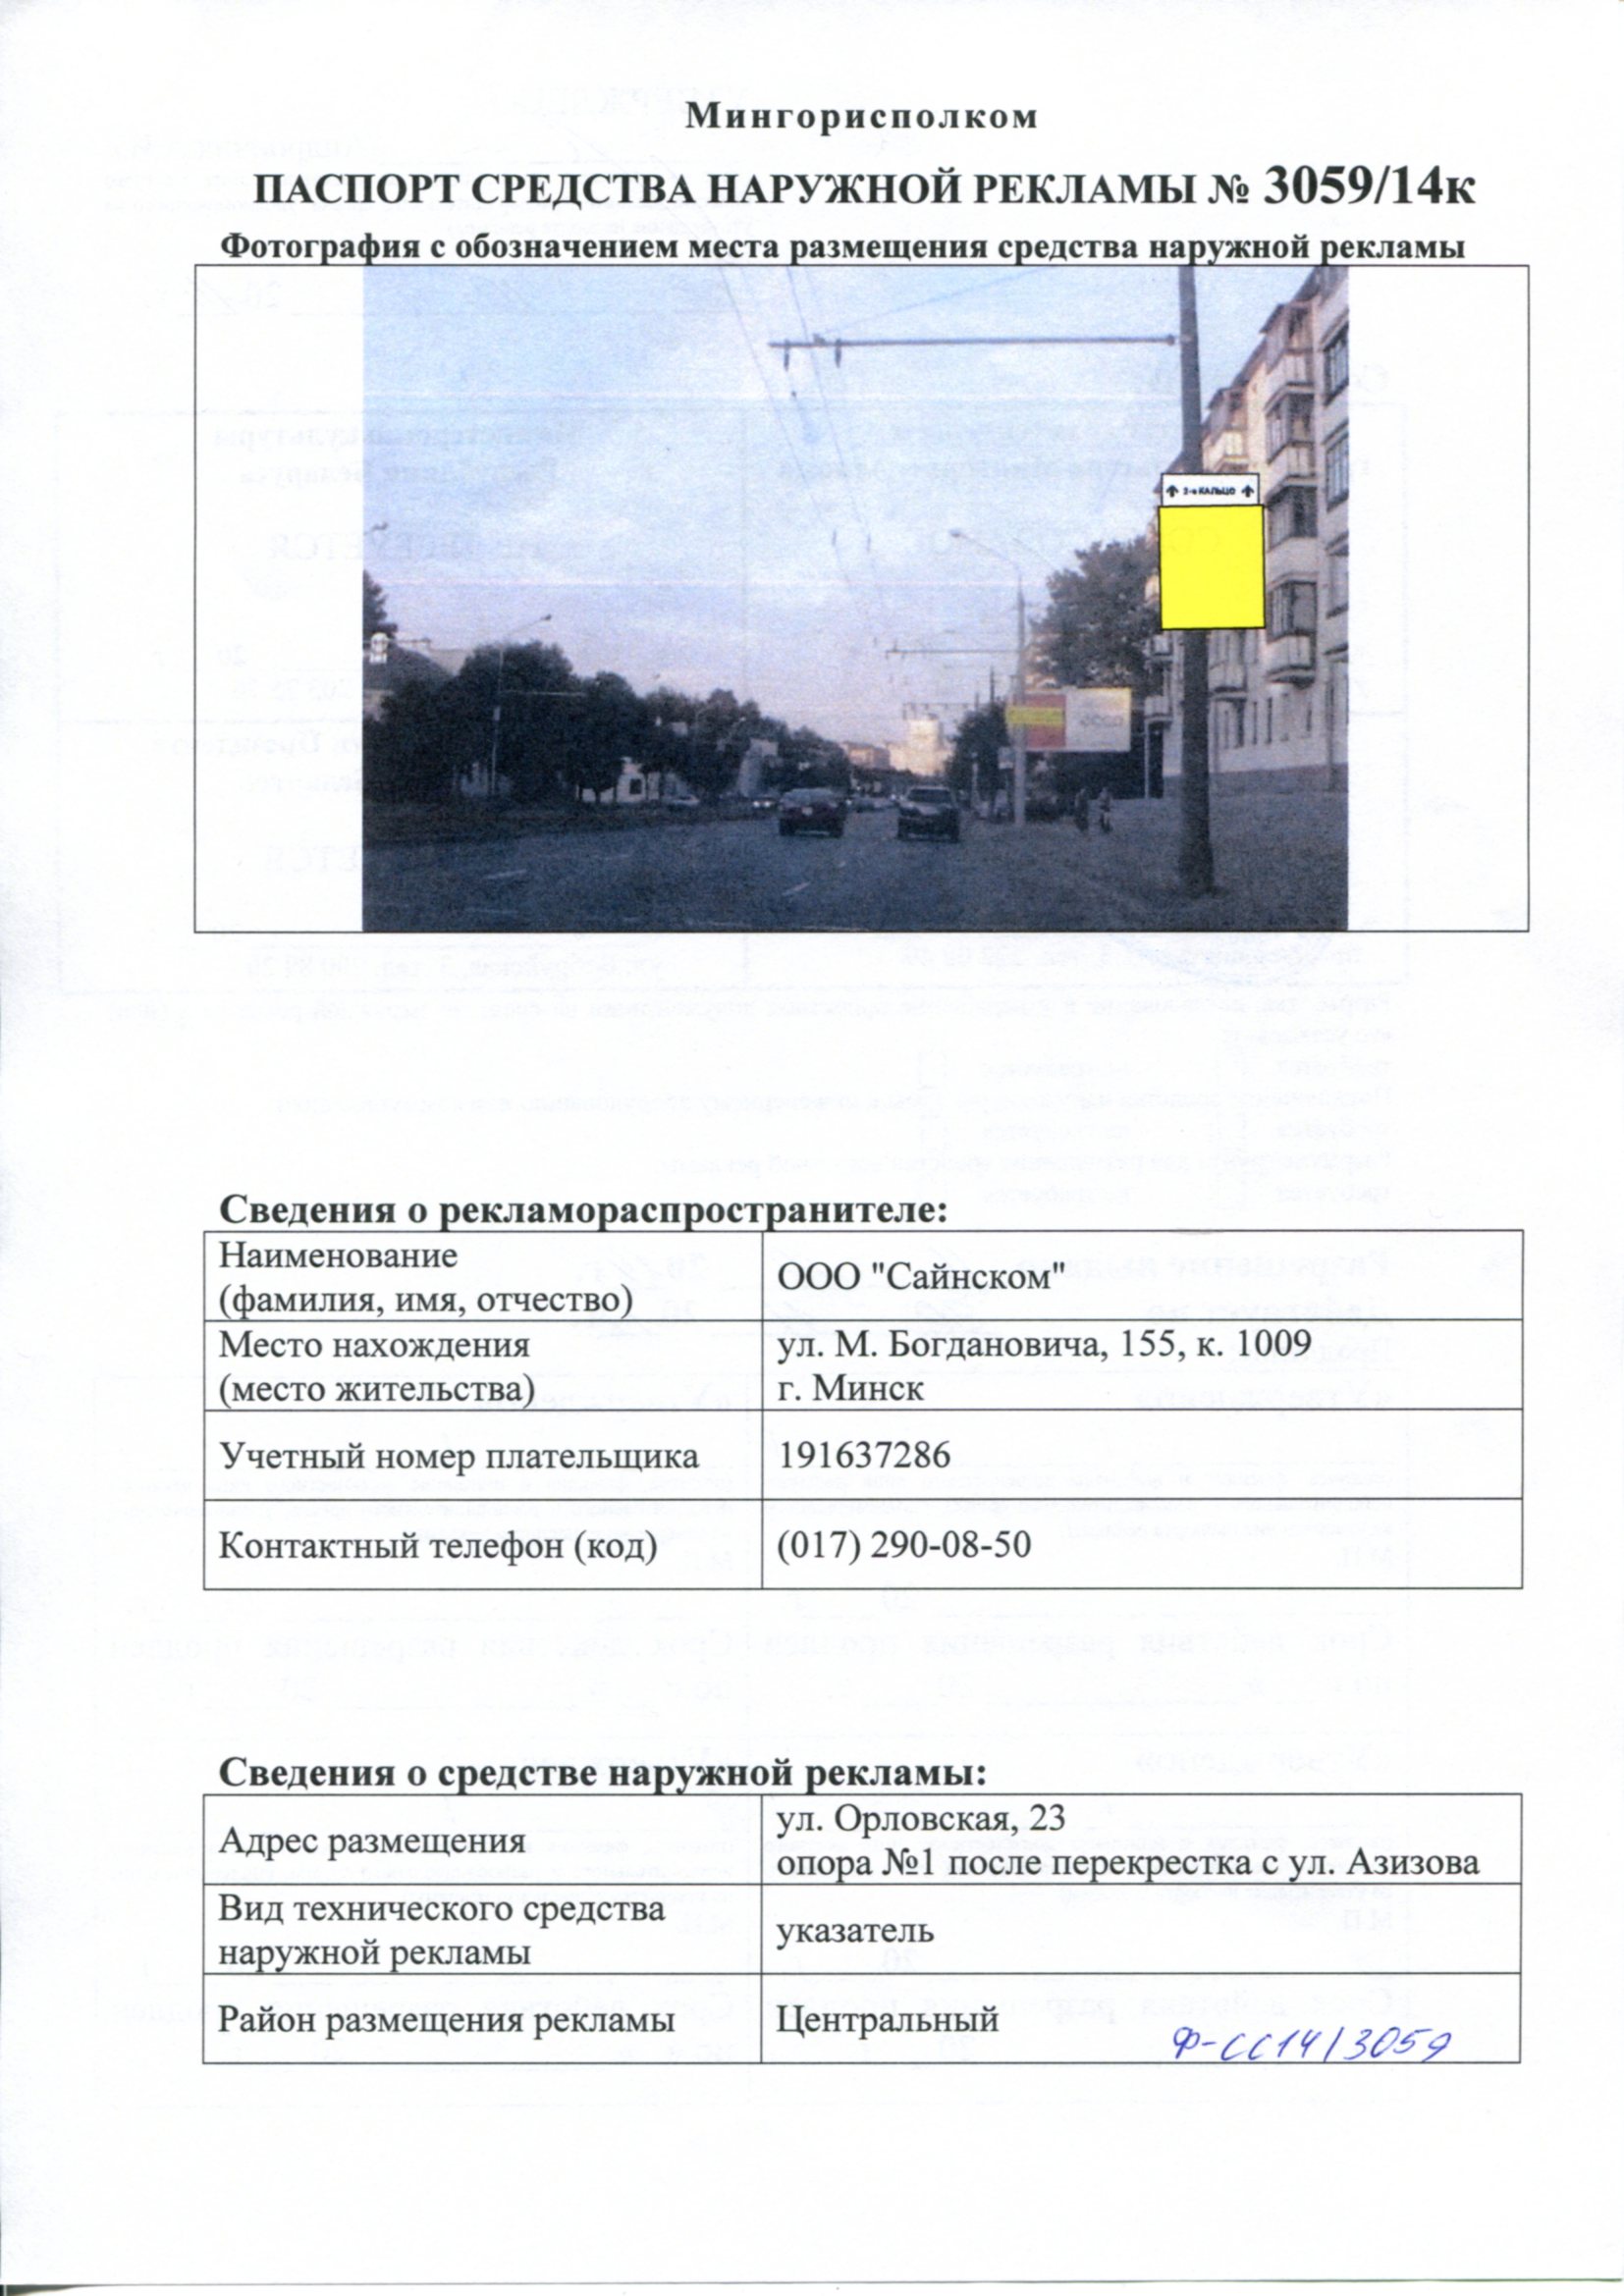 Мингорисполком
ПАСПОРТ СРЕДСТВА НАРУЖНОЙ РЕКЛАМЫ № 3059/14к
Фотография с обозначением места размещения средства наружной рекламы
2-е КАЛЬЦО
Сведения о рекламораспространителе:
Наименование
(фамилия, имя, отчество)
ООО "Сайнском"
Место нахождения
(место жительства)
ул. М. Богдановича, 155, к. 1009
г. Минск
Учетный номер плательщика
191637286
Контактный телефон (код)
(017) 290-08-50
Сведения о средстве наружной рекламы:
Адрес размещения
ул. Орловская, 23
опора №1 после перекрестка с ул. Азизова
Вид технического средства
наружной рекламы
указатель
Район размещения рекламы
Центральный
Ф-СС14/3059